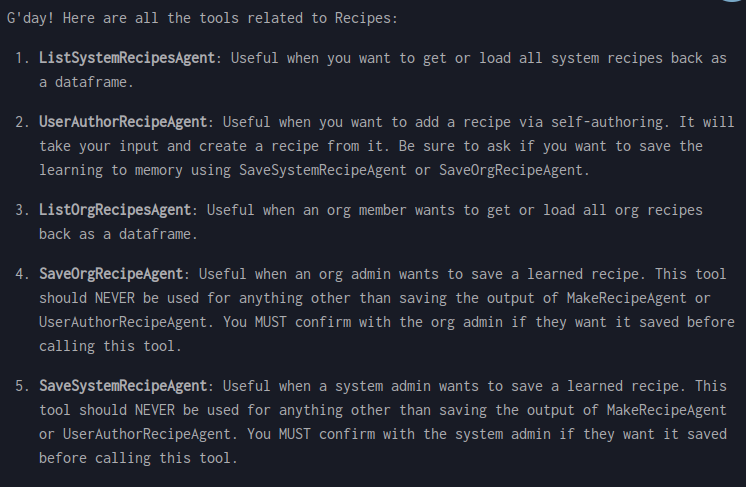 G'day! Here are all the tools related to Recipes:
1. ListSystemRecipesAgent: Useful when you want to get or load all system recipes back as
a dataframe.
2. UserAuthorRecipeAgent: Useful when you want to add a recipe via self-authoring. It will
take your input and create a recipe from it. Be sure to ask if you want to save the
learning to memory using SaveSystemRecipeAgent or SaveOrgRecipeAgent.
3. ListOrgRecipesAgent: Useful when an org member wants to get or load all org recipes
back as a dataframe.
4. SaveOrgRecipeAgent: Useful when an org admin wants to save a learned recipe. This tool
should NEVER be used for anything other than saving the output of MakeRecipeAgent or
UserAuthorRecipeAgent. You MUST confirm with the org admin if they want it saved before
calling this tool.
5. SaveSystemRecipeAgent: Useful when a system admin wants to save a learned recipe. This
tool should NEVER be used for anything other than saving the output of MakeRecipeAgent
or UserAuthorRecipeAgent. You MUST confirm with the system admin if they want it saved
before calling this tool.